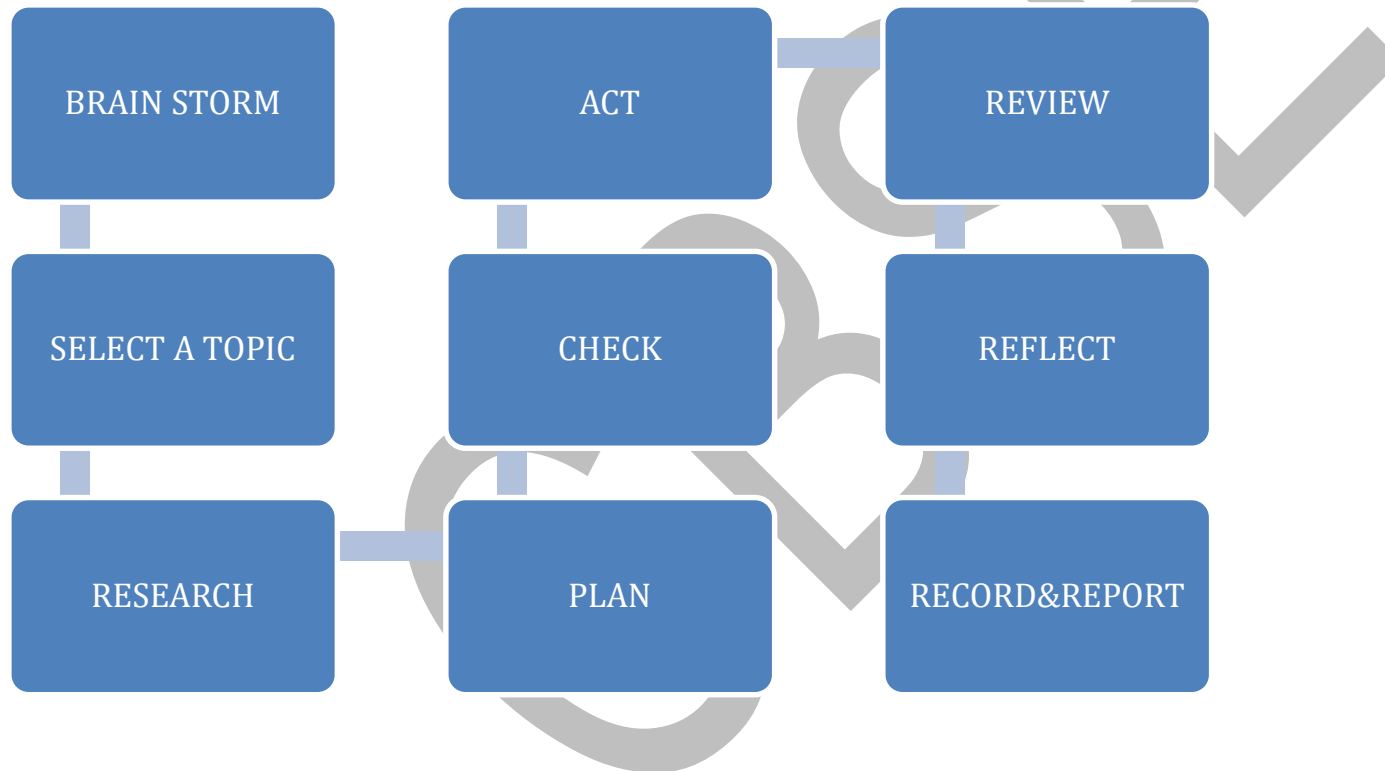 BRAIN STORM
SELECT A TOPIC
RESEARCH
PLAN
CHECK
ACT
REVIEW
REFLECT
RECORD&REPORT